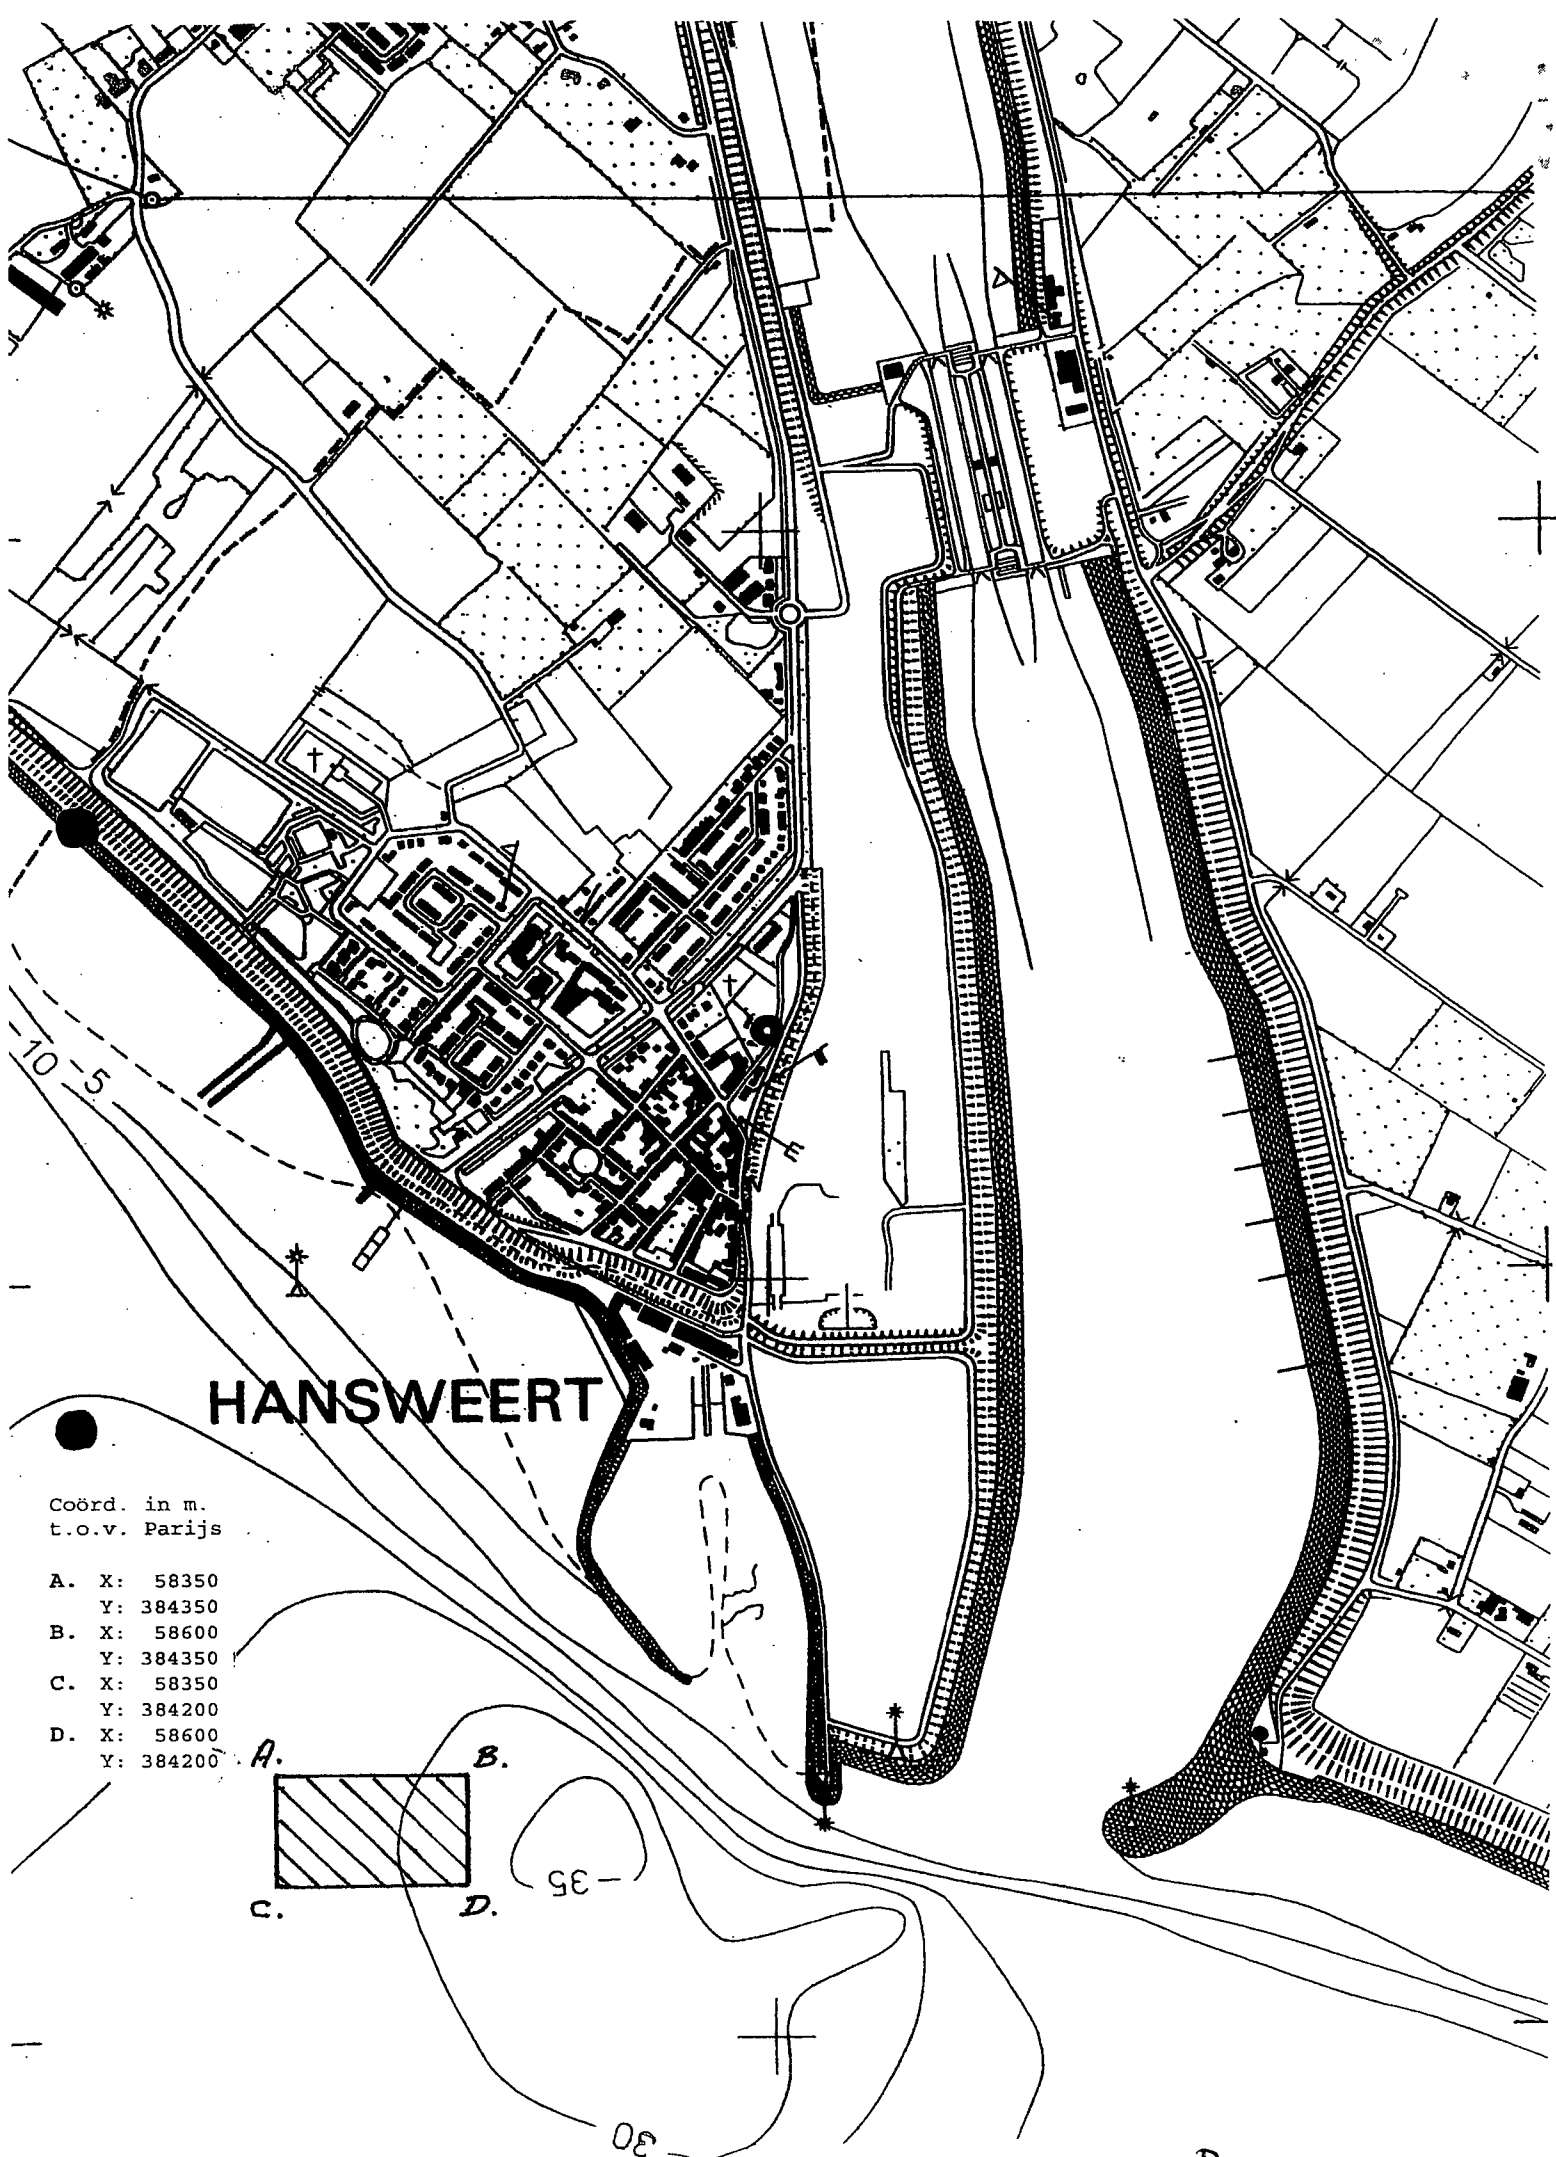 10
-5
HANSWEERT
Coörd. in m.
t.o.v. Parijs
A. X: 58350
Y: 384350
B. X: 58600
Y: 384350
C. X: 58350
Y: 384200
D. X: 58600
Y: 384200
A. B.
-35
C. D.
-30